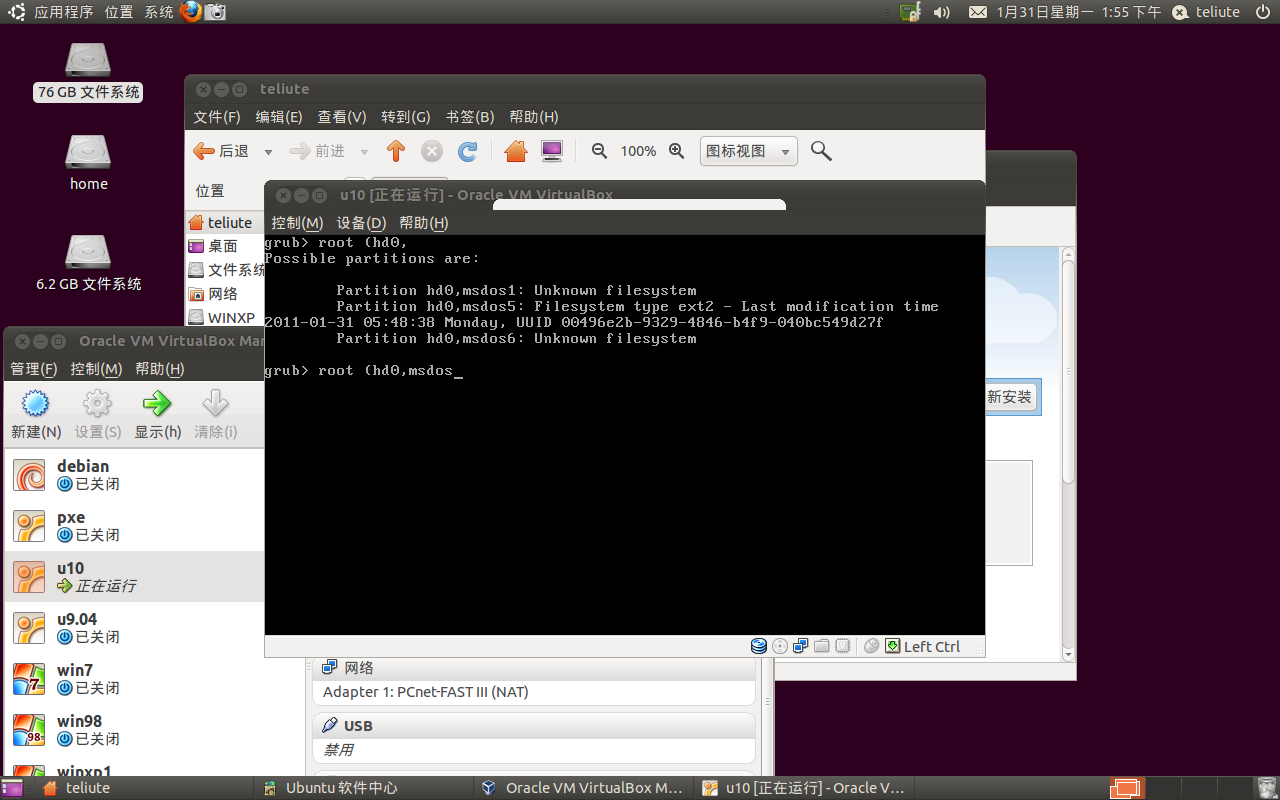 应用程序 位置 系统 1月31日星期一 1:55 下午 teliute
76 GB 文件系统
home
6.2 GB 文件系统
teliute
文件(F) 编辑(E) 查看(V) 转到(G) 书签(B) 帮助(H)
后退 前进 100% 图标视图
位置
teliute
桌面
文件系统
网络
WINXP
新安装
u10 [正在运行] - Oracle VM VirtualBox
控制(M) 设备(D) 帮助(H)
grub> root (hd0,
Possible partitions are:
Partition hd0,msdos1: Unknown filesystem
Partition hd0,msdos5: Filesystem type ext2 - Last modification time
2011-01-31 05:48:38 Monday, UUID 00496e2b-9329-4846-b4f9-040bc549d27f
Partition hd0,msdos6: Unknown filesystem
grub> root (hd0,msdos_
Left Ctrl
Oracle VM VirtualBox Mar
管理(F) 控制(M) 帮助(H)
新建(N) 设置(S) 显示(h) 清除(i)
debian
已关闭
pxe
已关闭
u10
正在运行
u9.04
已关闭
win7
已关闭
win98
已关闭
winxp1
网络
Adapter 1: PCnet-FAST III (NAT)
USB
禁用
teliute Ubuntu 软件中心 Oracle VM VirtualBox M... u10 [正在运行] - Oracle V...